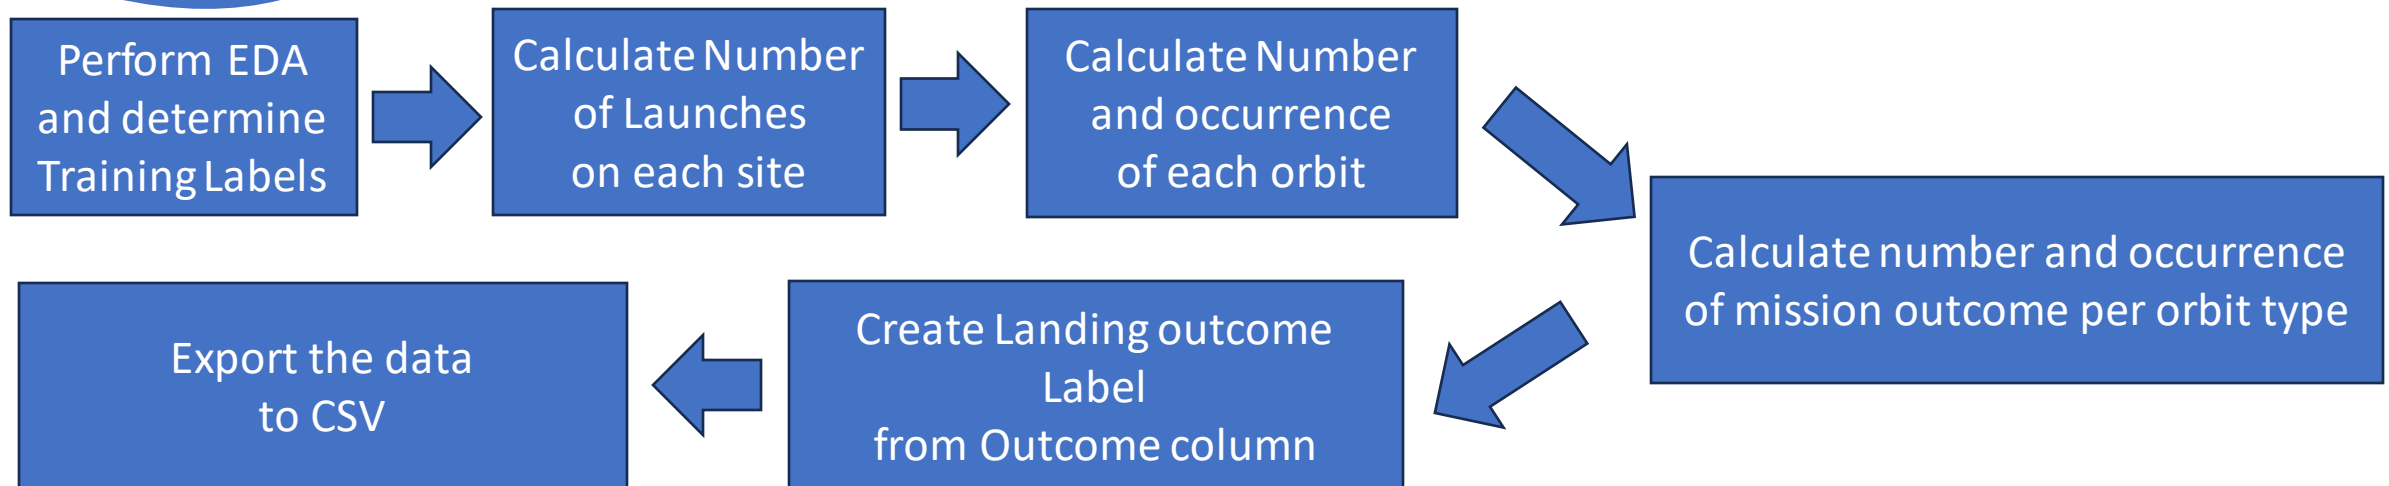 Perform EDA
and determine
Training Labels
Calculate Number
of Launches
on each site
Calculate Number
and occurrence
of each orbit
Calculate number and occurrence
of mission outcome per orbit type
Create Landing outcome
Label
from Outcome column
Export the data
to CSV